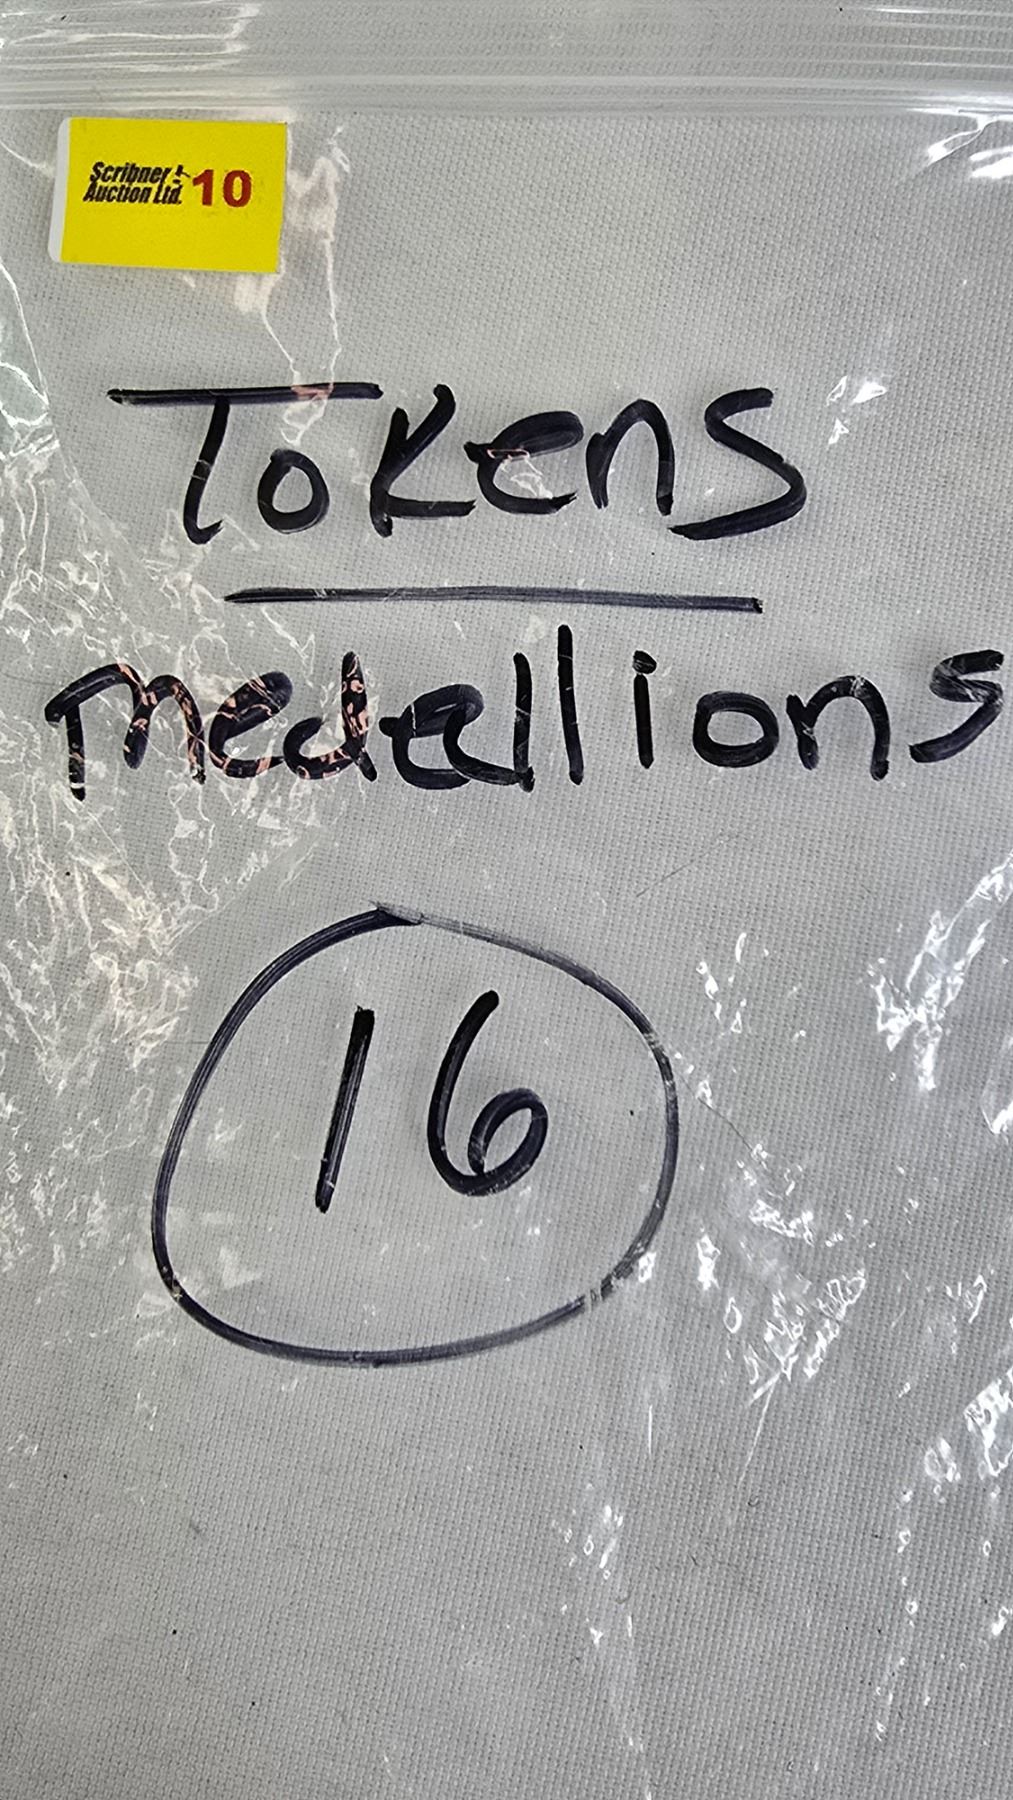 Scribner
Auction Ltd. 10
Tokens
medallions
16